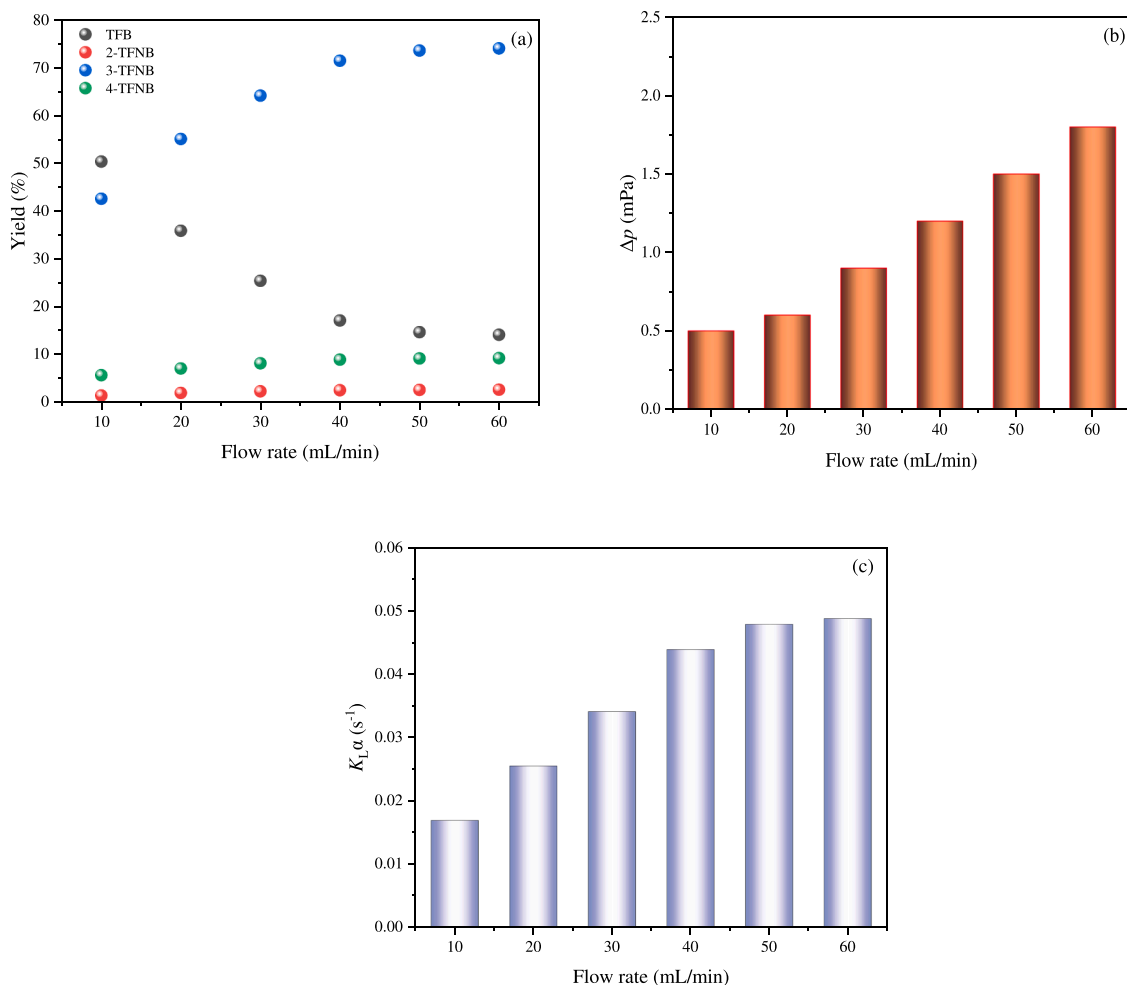 (a)
TFB
2-TFNB
3-TFNB
4-TFNB
80
70
60
50
40
30
20
10
0
Yield (%)
10 20 30 40 50 60
Flow rate (mL/min)
(b)
2.5
2.0
1.5
1.0
0.5
0.0
Δp (mPa)
10 20 30 40 50 60
Flow rate (mL/min)
(c)
0.06
0.05
0.04
0.03
0.02
0.01
0.00
K_L α (s⁻¹)
10 20 30 40 50 60
Flow rate (mL/min)